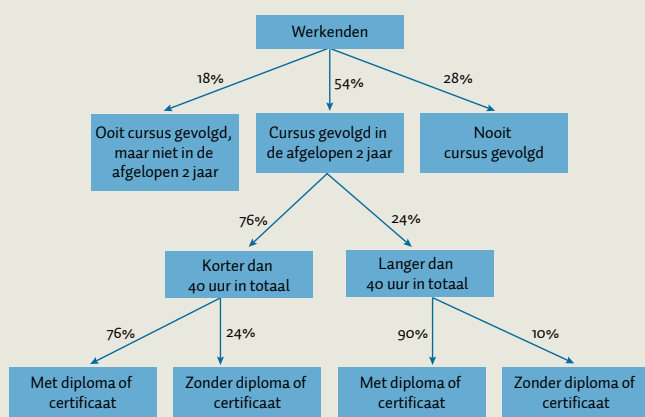 Werkenden
18%
54%
28%
Ooit cursus gevolgd,
maar niet in de
afgelopen 2 jaar
Cursus gevolgd in
de afgelopen 2 jaar
Nooit
cursus gevolgd
76%
24%
Korter dan
40 uur in totaal
Langer dan
40 uur in totaal
76%
24%
90%
10%
Met diploma of
certificaat
Zonder diploma of
certificaat
Met diploma of
certificaat
Zonder diploma of
certificaat